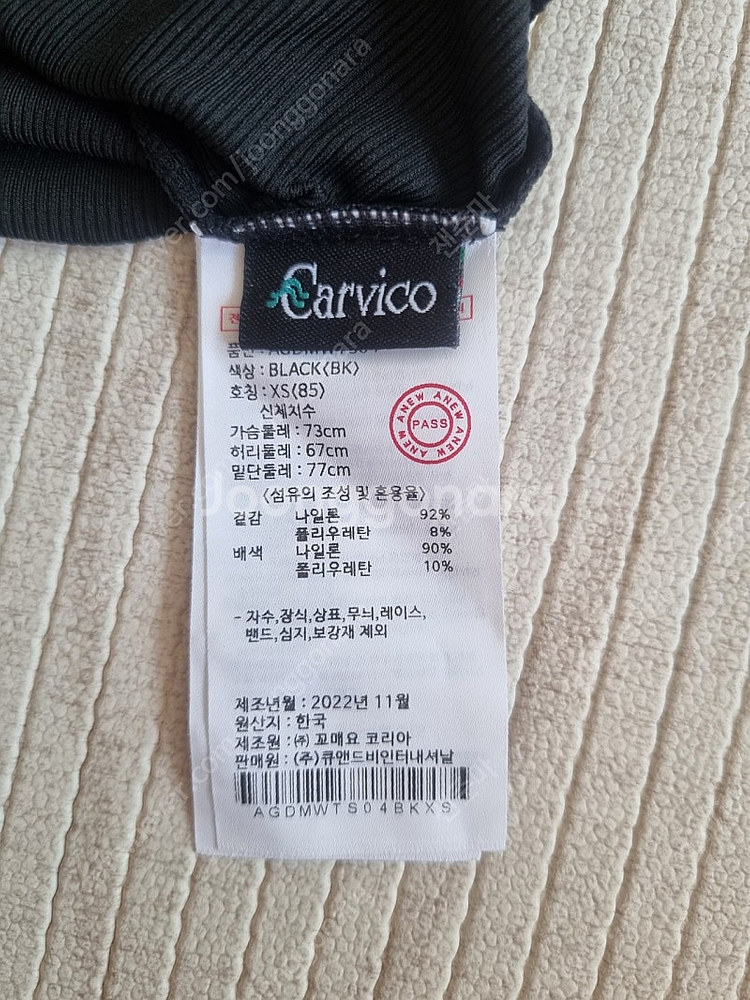 Carvico
색상 : BLACK(BK)
호칭 : XS(85)
신체치수
가슴둘레 : 73cm
허리둘레 : 67cm
밑단둘레 : 77cm
ANEW ANEW ANEW
PASS
(섬유의 조성 및 혼용율)
겉감 나일론 92%
폴리우레탄 8%
배색 나일론 90%
폴리우레탄 10%
- 자수,장식,상표,무늬,레이스,
밴드,심지,보강재 제외
제조년월 : 2022년 11월
원산지 : 한국
제조원 : ㈜ 꼬매요 코리아
판매원 : (주)큐앤드비인터내셔날
AGDMWTS04BKXS
Joonggonara